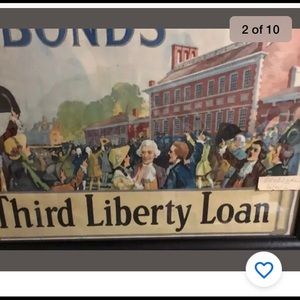 2 of 10
BONDS
Third Liberty Loan